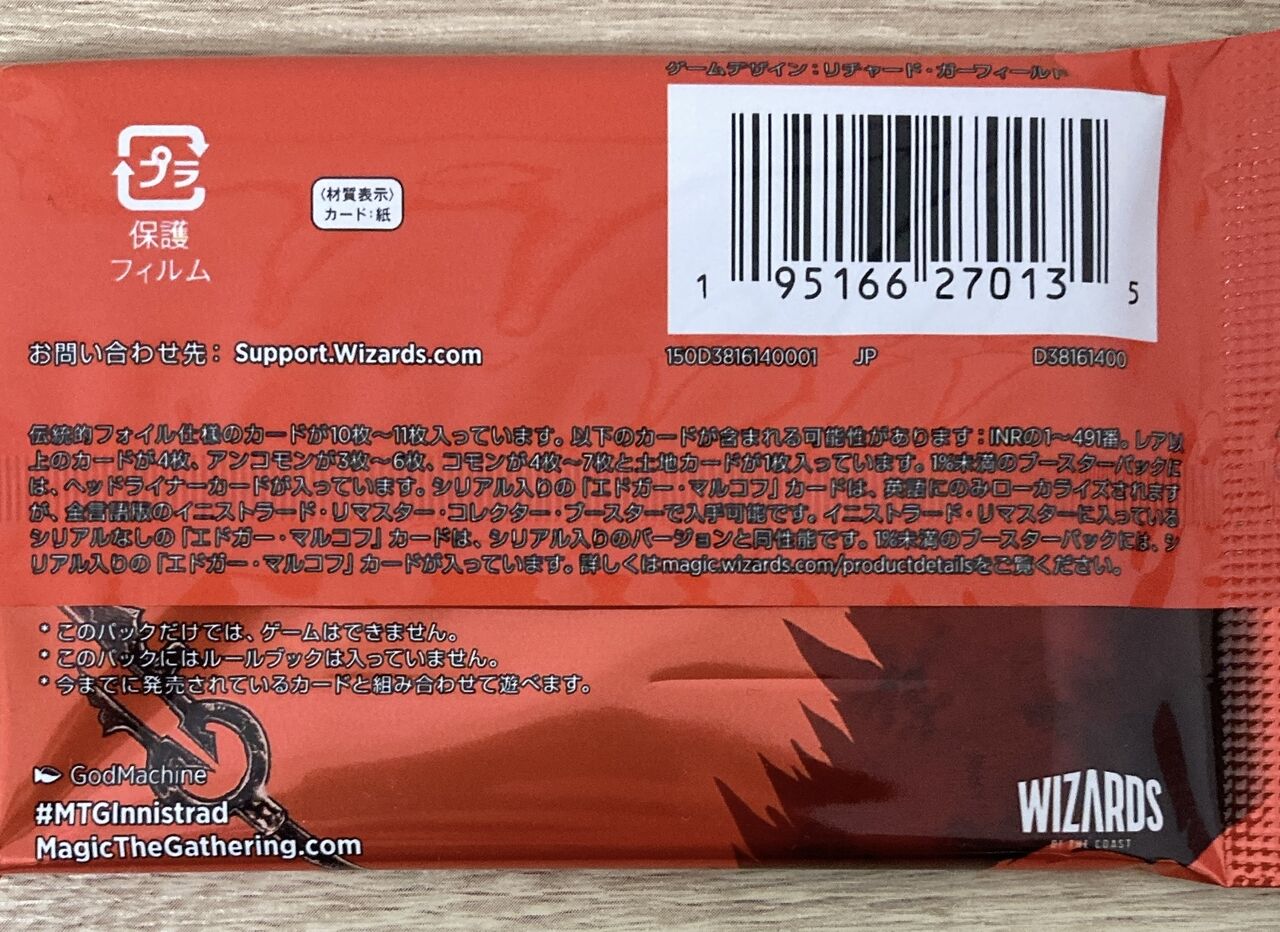 ゲームデザイン：リチャード・ガーフィールド
プラ
保護
フィルム
〈材質表示〉
カード：紙
1 95166 27013 5
お問い合わせ先： Support.Wizards.com
150D3816140001 JP D38161400
伝統的フォイル仕様のカードが10枚～11枚入っています。以下のカードが含まれる可能性があります：INRの1～491番。レア以
上のカードが4枚、アンコモンが3枚～6枚、コモンが4枚～7枚と土地カードが1枚入っています。1%未満のブースターパックに
は、ヘッドライナーカードが入っています。シリアル入りの「エドガー・マルコフ」カードは、英語にのみローカライズされます
が、全言語版のイニストラード・リマスター・コレクター・ブースターで入手可能です。イニストラード・リマスターに入っている
シリアルなしの「エドガー・マルコフ」カードは、シリアル入りのバージョンと同性能です。1%未満のブースターパックには、シ
リアル入りの「エドガー・マルコフ」カードが入っています。詳しくはmagic.wizards.com/productdetailsをご覧ください。
* このパックだけでは、ゲームはできません。
* このパックにはルールブックは入っていません。
* 今までに発売されているカードと組み合わせて遊べます。
GodMachine
#MTGInnistrad
MagicTheGathering.com
WIZARDS
OF THE COAST